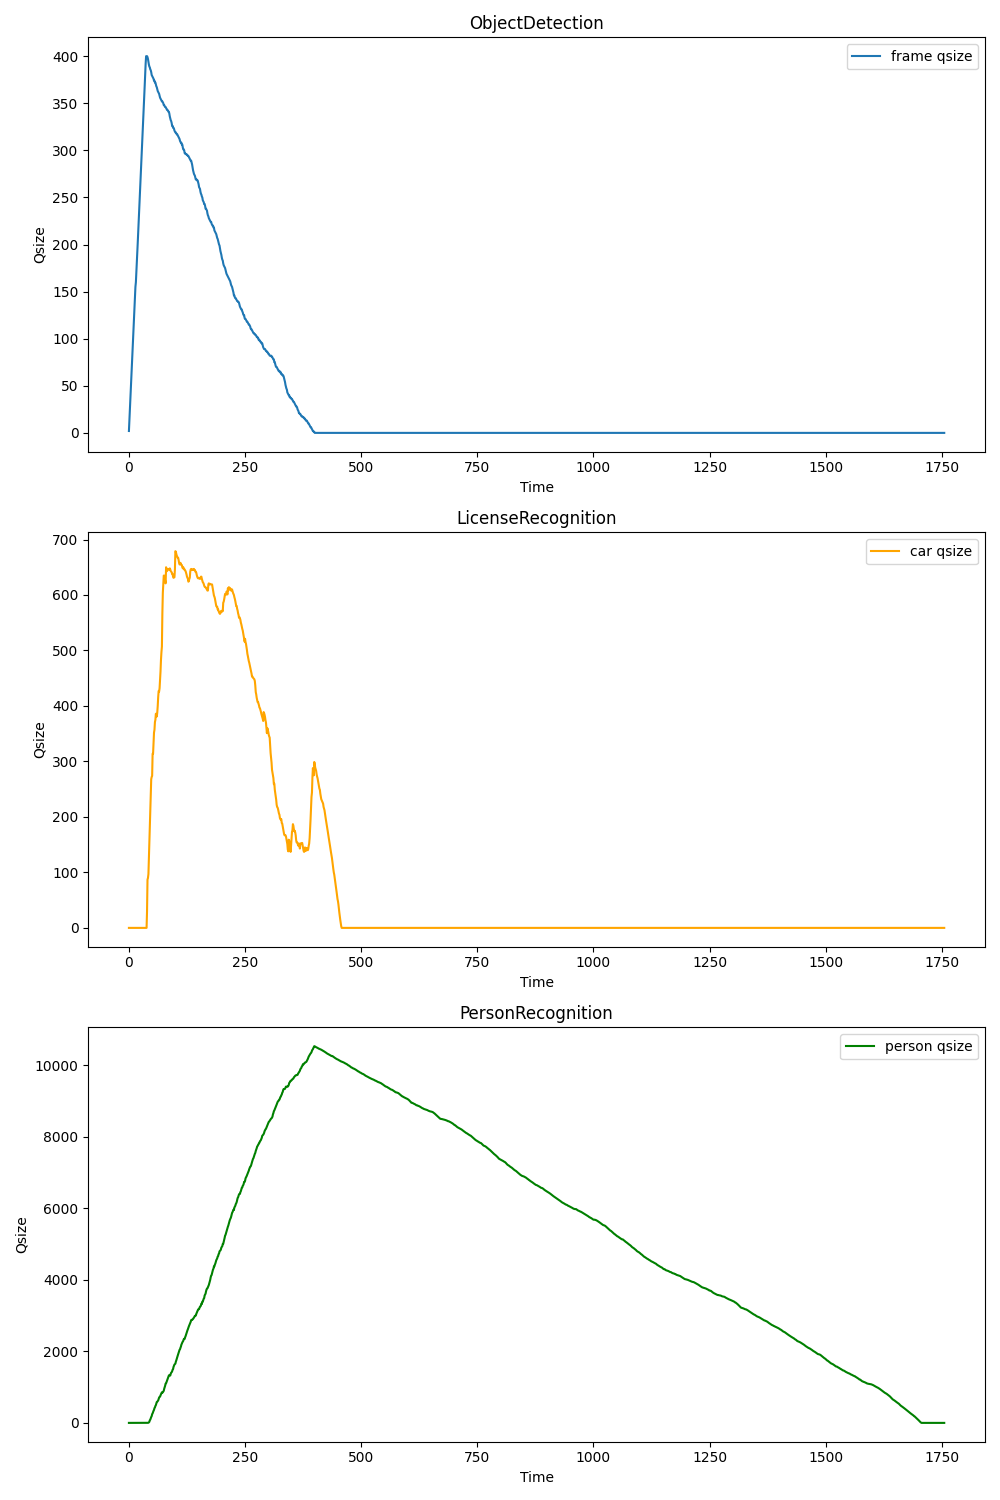 ObjectDetection
frame qsize
400
350
300
250
200
150
100
50
0
Qsize
0 250 500 750 1000 1250 1500 1750
Time
LicenseRecognition
car qsize
700
600
500
400
300
200
100
0
Qsize
0 250 500 750 1000 1250 1500 1750
Time
PersonRecognition
person qsize
10000
8000
6000
4000
2000
0
Qsize
0 250 500 750 1000 1250 1500 1750
Time